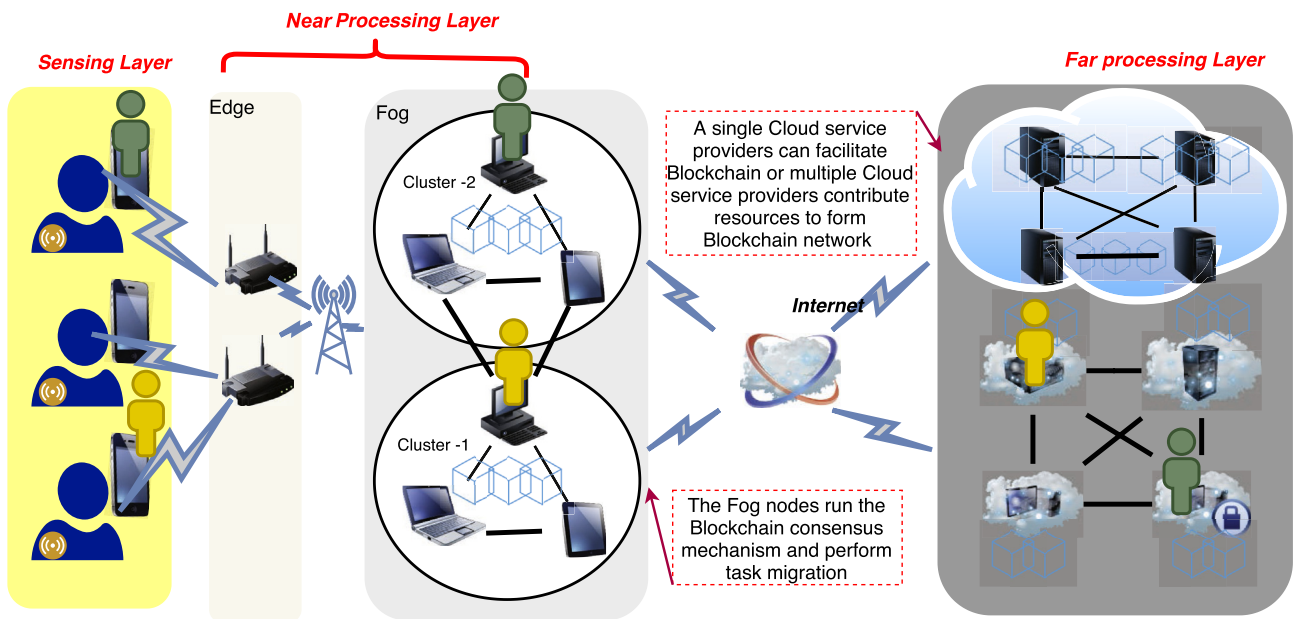 Near Processing Layer
Sensing Layer
Far processing Layer
Edge
Fog
Cluster -2
A single Cloud service
providers can facilitate
Blockchain or multiple Cloud
service providers contribute
resources to form
Blockchain network
Internet
Cluster -1
The Fog nodes run the
Blockchain consensus
mechanism and perform
task migration